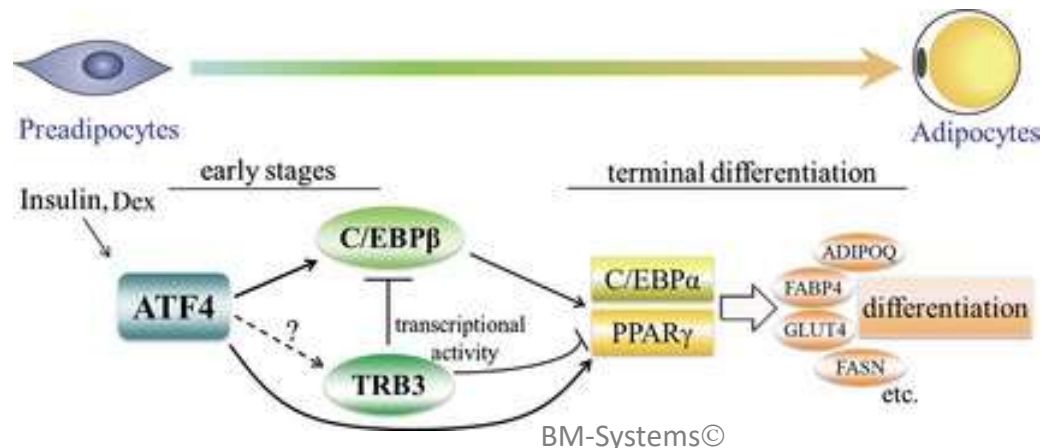 Preadipocytes
Adipocytes
early stages
terminal differentiation
Insulin, Dex
C/EBPβ
ADIPOQ
C/EBPα
FABP4
differentiation
ATF4
?
transcriptional
activity
PPARγ
GLUT4
TRB3
FASN
etc.
BM-Systems©